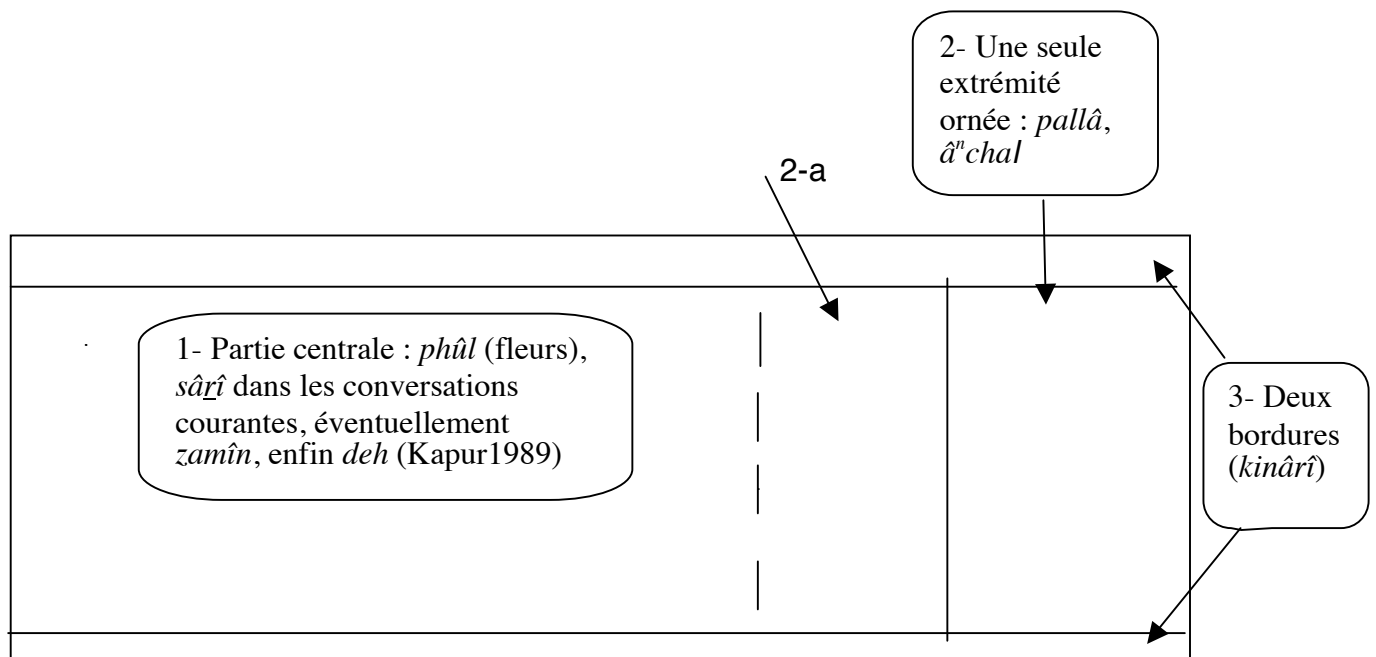 2- Une seule
extrémité
ornée : pallâ,
âⁿchal
2-a
1- Partie centrale : phûl (fleurs),
sâṟî dans les conversations
courantes, éventuellement
zamîn, enfin deh (Kapur1989)
3- Deux
bordures
(kinârî)